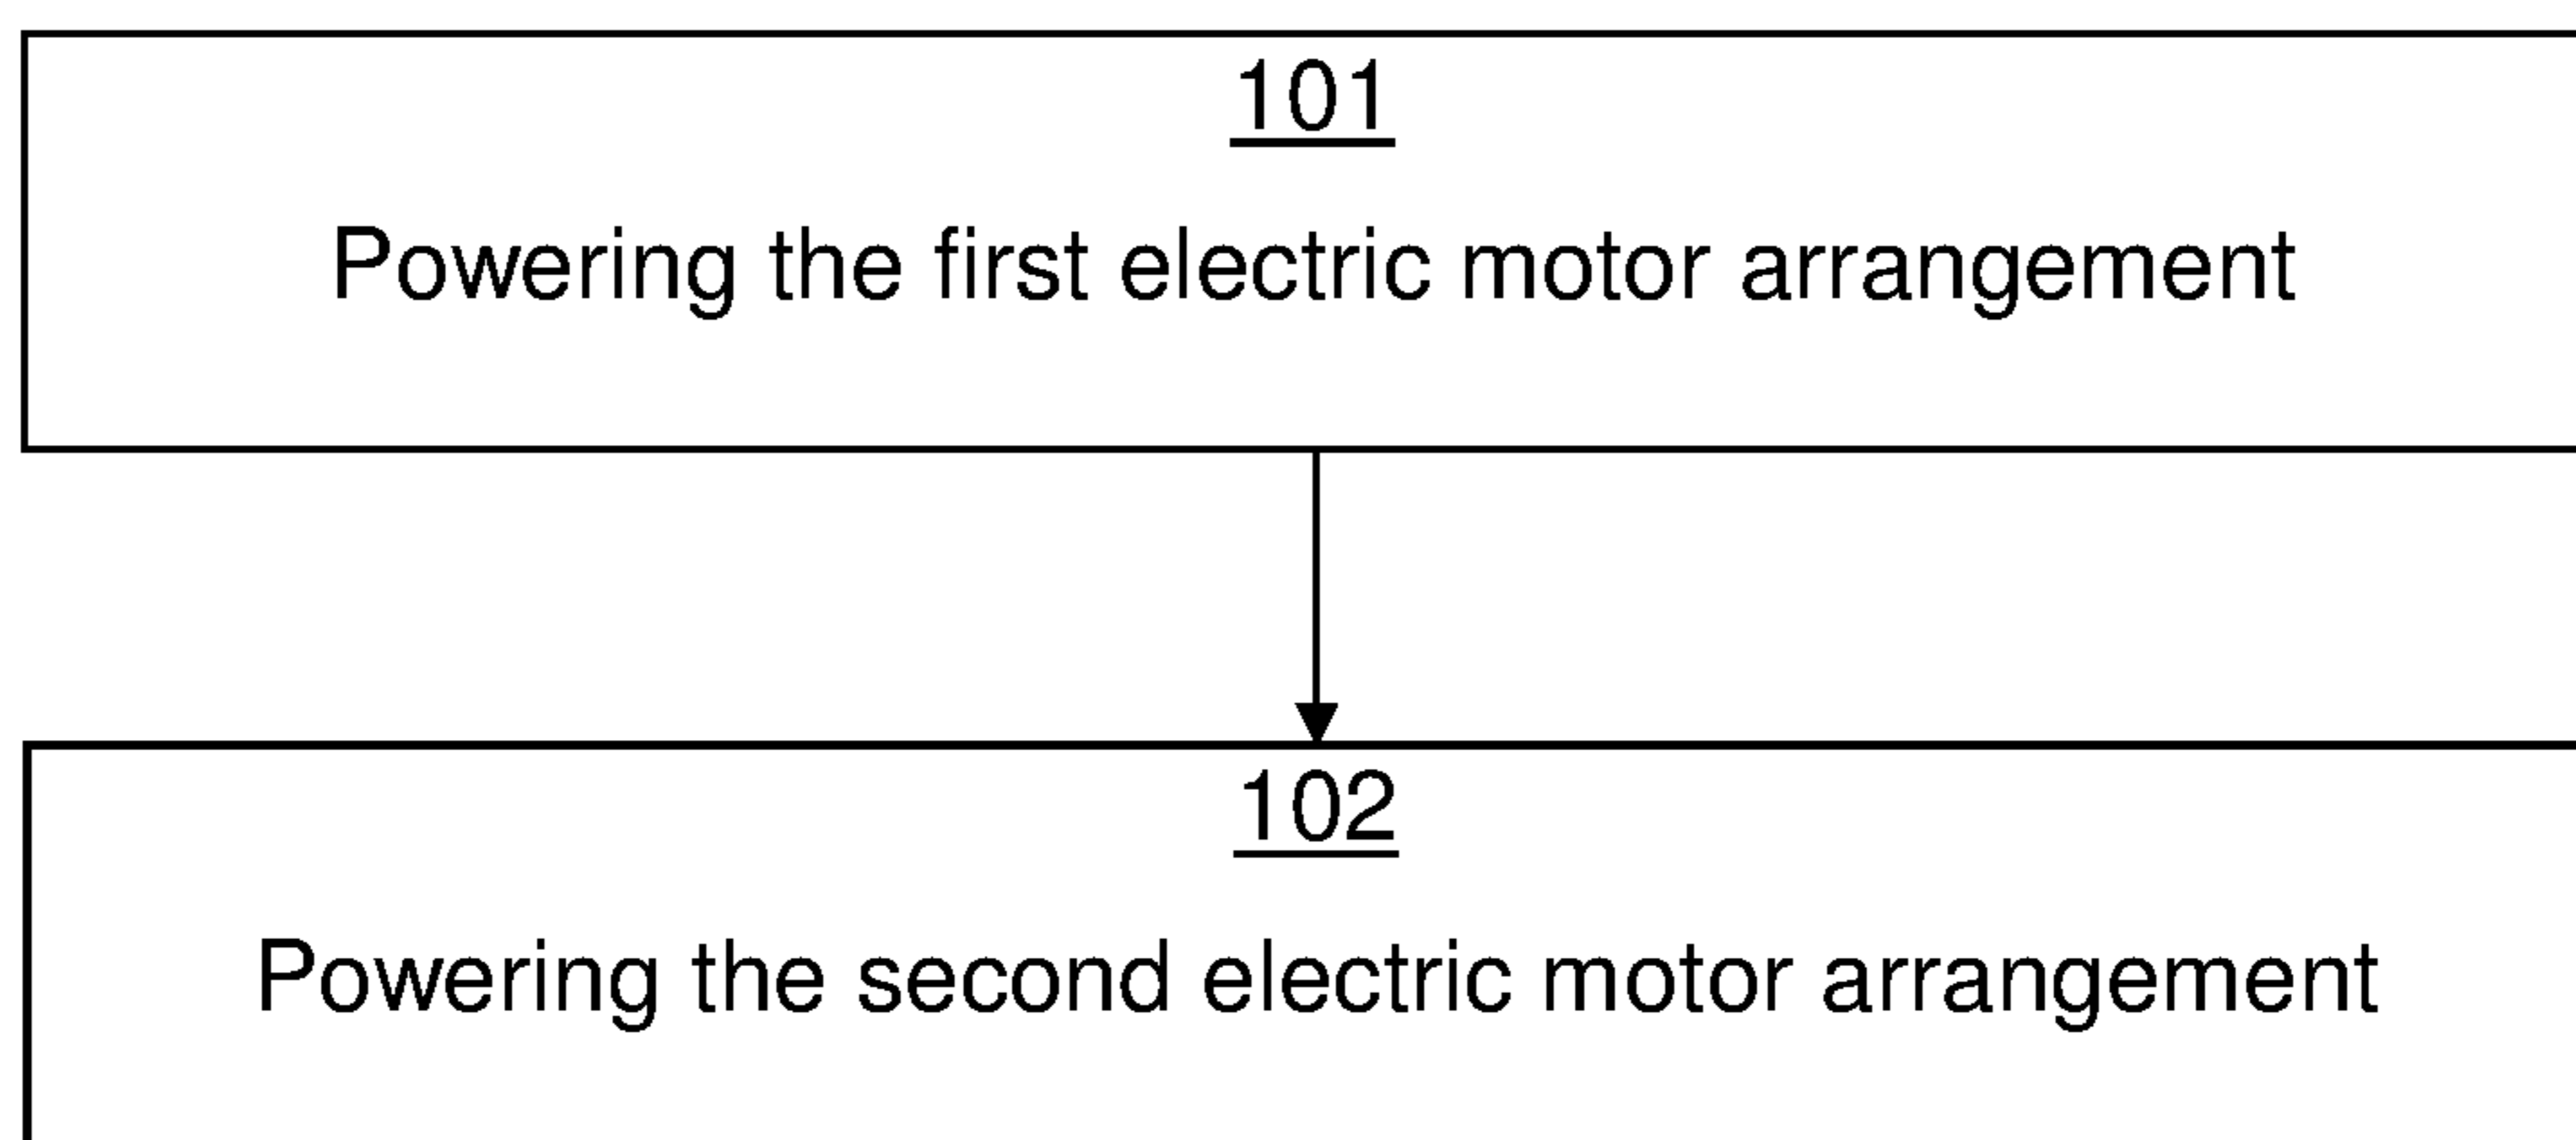 101
Powering the first electric motor arrangement
102
Powering the second electric motor arrangement